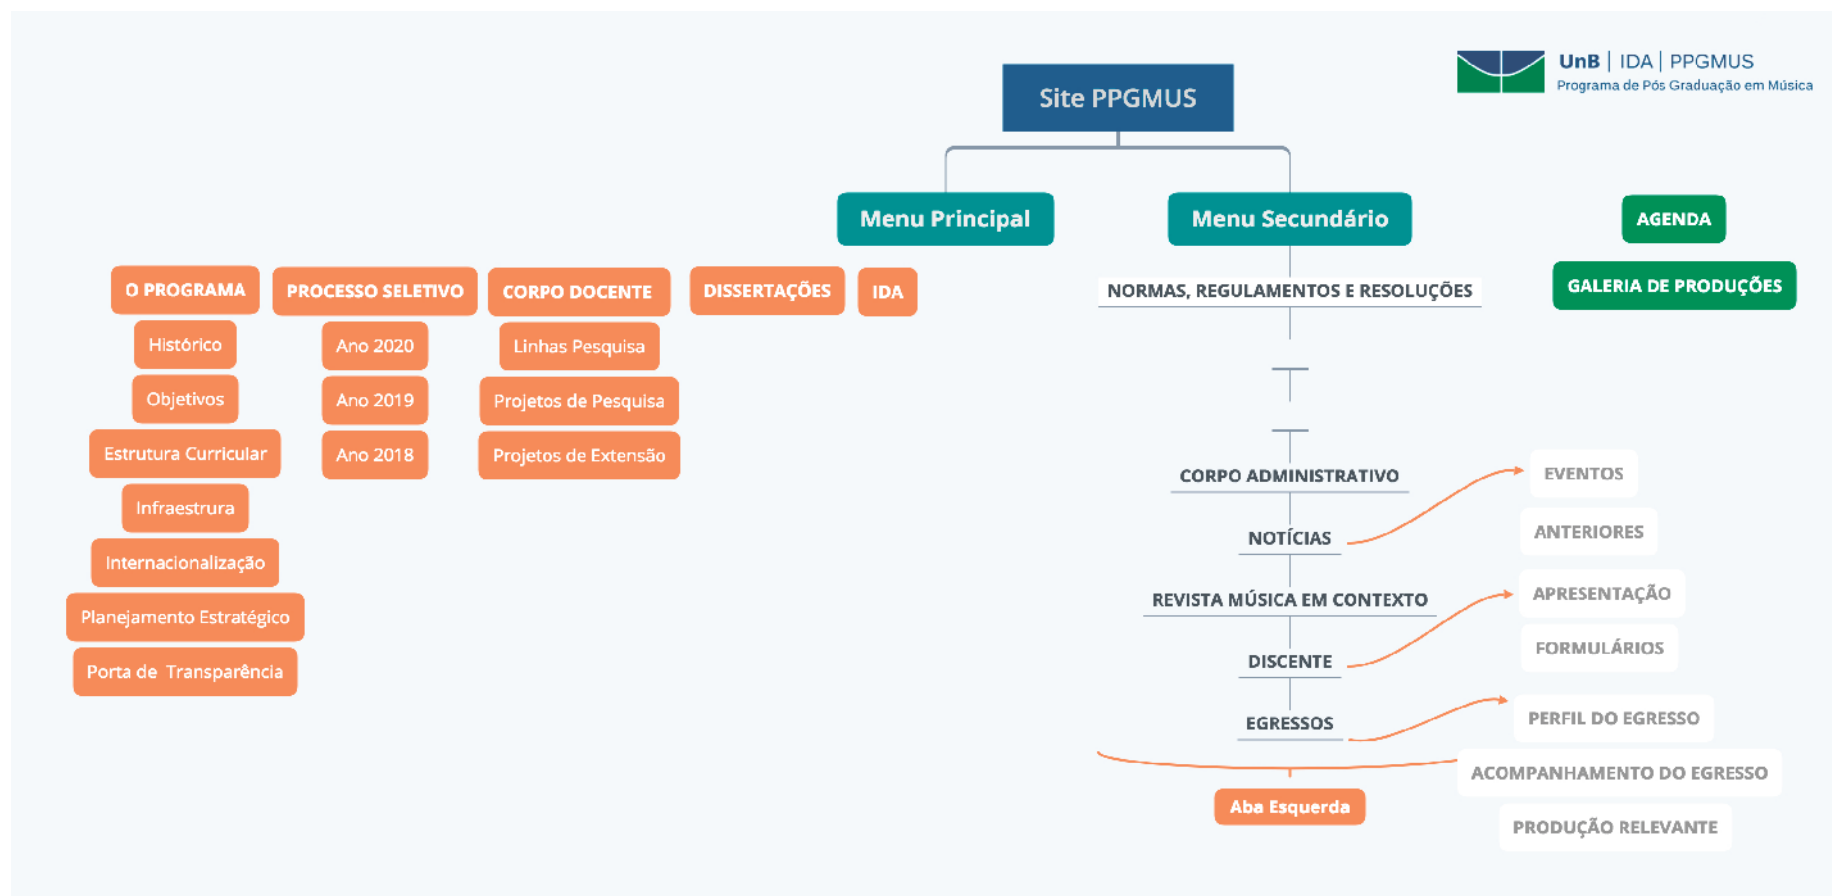 UnB | IDA | PPGMUS
Programa de Pós Graduação em Música
Site PPGMUS
Menu Principal
Menu Secundário
AGENDA
GALERIA DE PRODUÇÕES
O PROGRAMA
Histórico
Objetivos
Estrutura Curricular
Infraestrura
Internacionalização
Planejamento Estratégico
Porta de Transparência
PROCESSO SELETIVO
Ano 2020
Ano 2019
Ano 2018
CORPO DOCENTE
Linhas Pesquisa
Projetos de Pesquisa
Projetos de Extensão
DISSERTAÇÕES
IDA
NORMAS, REGULAMENTOS E RESOLUÇÕES
CORPO ADMINISTRATIVO
NOTÍCIAS
EVENTOS
ANTERIORES
REVISTA MÚSICA EM CONTEXTO
DISCENTE
APRESENTAÇÃO
FORMULÁRIOS
EGRESSOS
PERFIL DO EGRESSO
ACOMPANHAMENTO DO EGRESSO
PRODUÇÃO RELEVANTE
Aba Esquerda